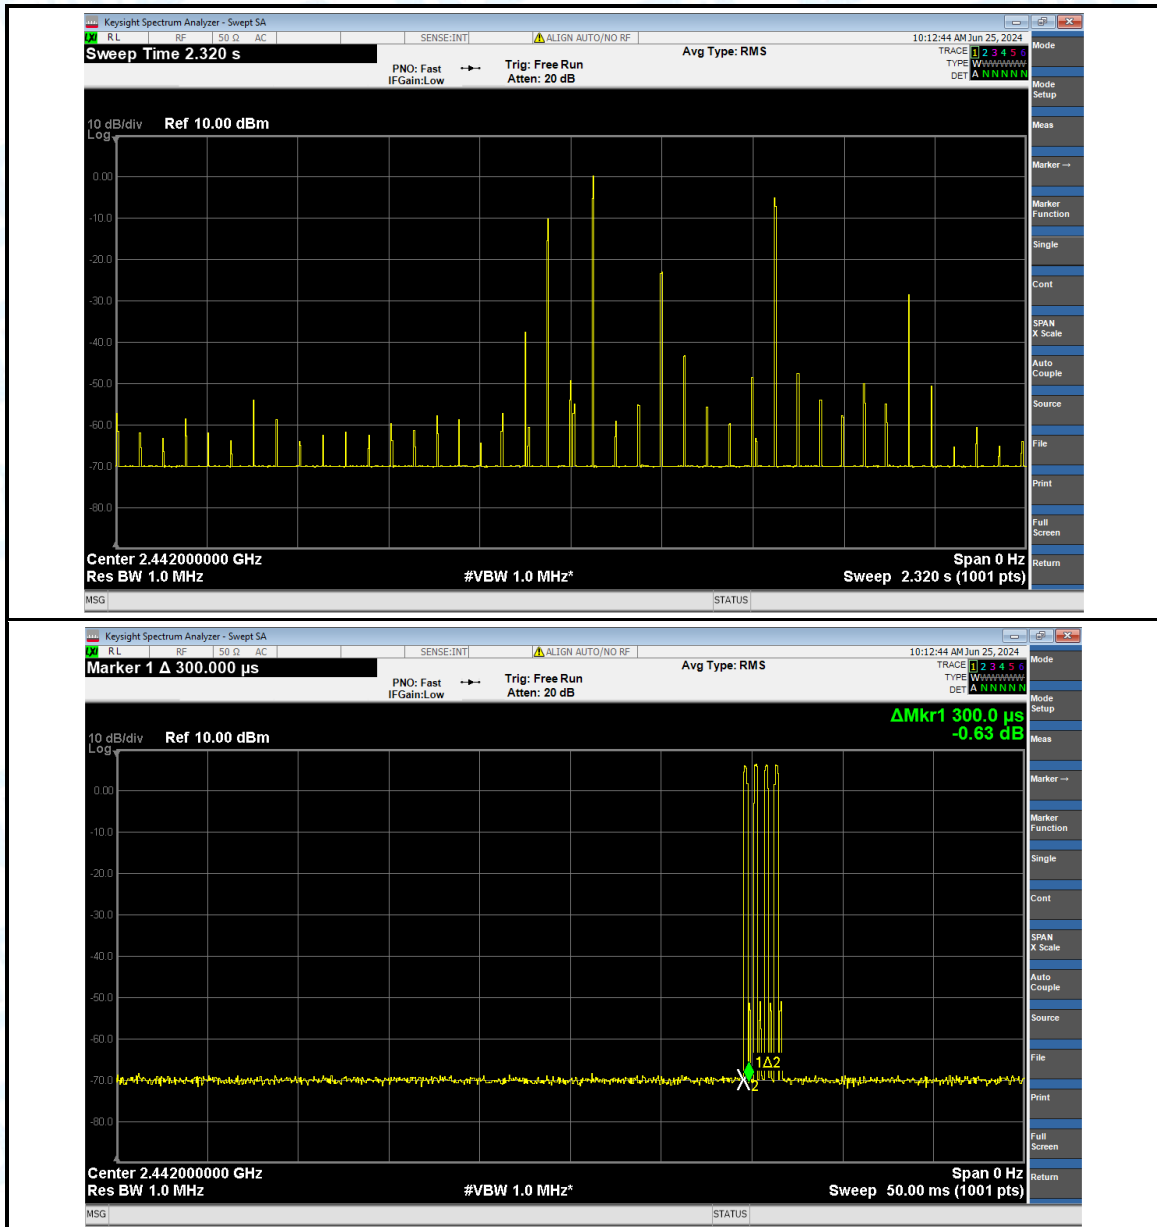 Keysight Spectrum Analyzer - Swept SA
LXI RL RF 50 Ω AC SENSE:INT ALIGN AUTO/NO RF 10:12:44 AM Jun 25, 2024
Sweep Time 2.320 s
Avg Type: RMS
TRACE 1 2 3 4 5 6
PNO: Fast Trig: Free Run
TYPE WWWWWW
IFGain:Low Atten: 20 dB
DET A N N N N N
10 dB/div Ref 10.00 dBm
Log
0.00
-10.0
-20.0
-30.0
-40.0
-50.0
-60.0
-70.0
-80.0
Center 2.442000000 GHz Span 0 Hz
Res BW 1.0 MHz #VBW 1.0 MHz* Sweep 2.320 s (1001 pts)
MSG STATUS
Mode
Mode
Setup
Meas
Marker →
Marker
Function
Single
Cont
SPAN
X Scale
Auto
Couple
Source
File
Print
Full
Screen
Return
Keysight Spectrum Analyzer - Swept SA
LXI RL RF 50 Ω AC SENSE:INT ALIGN AUTO/NO RF 10:12:44 AM Jun 25, 2024
Marker 1 Δ 300.000 µs
Avg Type: RMS
TRACE 1 2 3 4 5 6
PNO: Fast Trig: Free Run
TYPE WWWWWW
IFGain:Low Atten: 20 dB
DET A N N N N N
ΔMkr1 300.0 µs
10 dB/div Ref 10.00 dBm -0.63 dB
Log
0.00
-10.0
-20.0
-30.0
-40.0
-50.0
-60.0
1Δ2
-70.0
2
-80.0
Center 2.442000000 GHz Span 0 Hz
Res BW 1.0 MHz #VBW 1.0 MHz* Sweep 50.00 ms (1001 pts)
MSG STATUS
Mode
Mode
Setup
Meas
Marker →
Marker
Function
Single
Cont
SPAN
X Scale
Auto
Couple
Source
File
Print
Full
Screen
Return